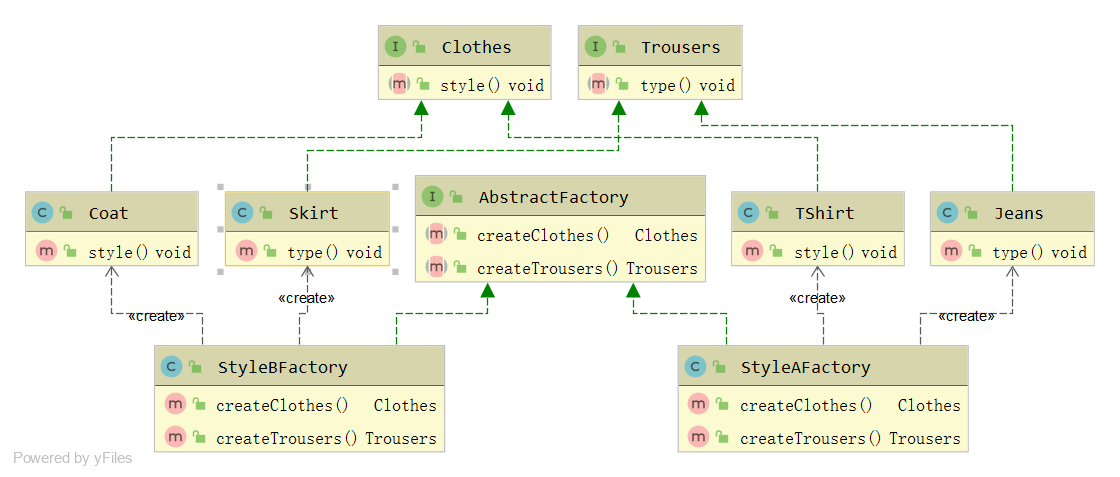 I Clothes
m style() void
I Trousers
m type() void
C Coat
m style() void
C Skirt
m type() void
I AbstractFactory
m createClothes() Clothes
m createTrousers() Trousers
C TShirt
m style() void
C Jeans
m type() void
«create»
«create»
«create»
«create»
C StyleBFactory
m createClothes() Clothes
m createTrousers() Trousers
C StyleAFactory
m createClothes() Clothes
m createTrousers() Trousers
Powered by yFiles